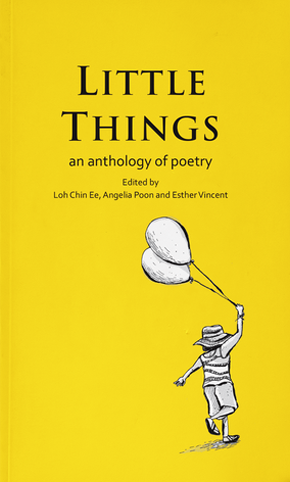 LITTLE
THINGS
an anthology of poetry
Edited by
Loh Chin Ee, Angelia Poon and Esther Vincent